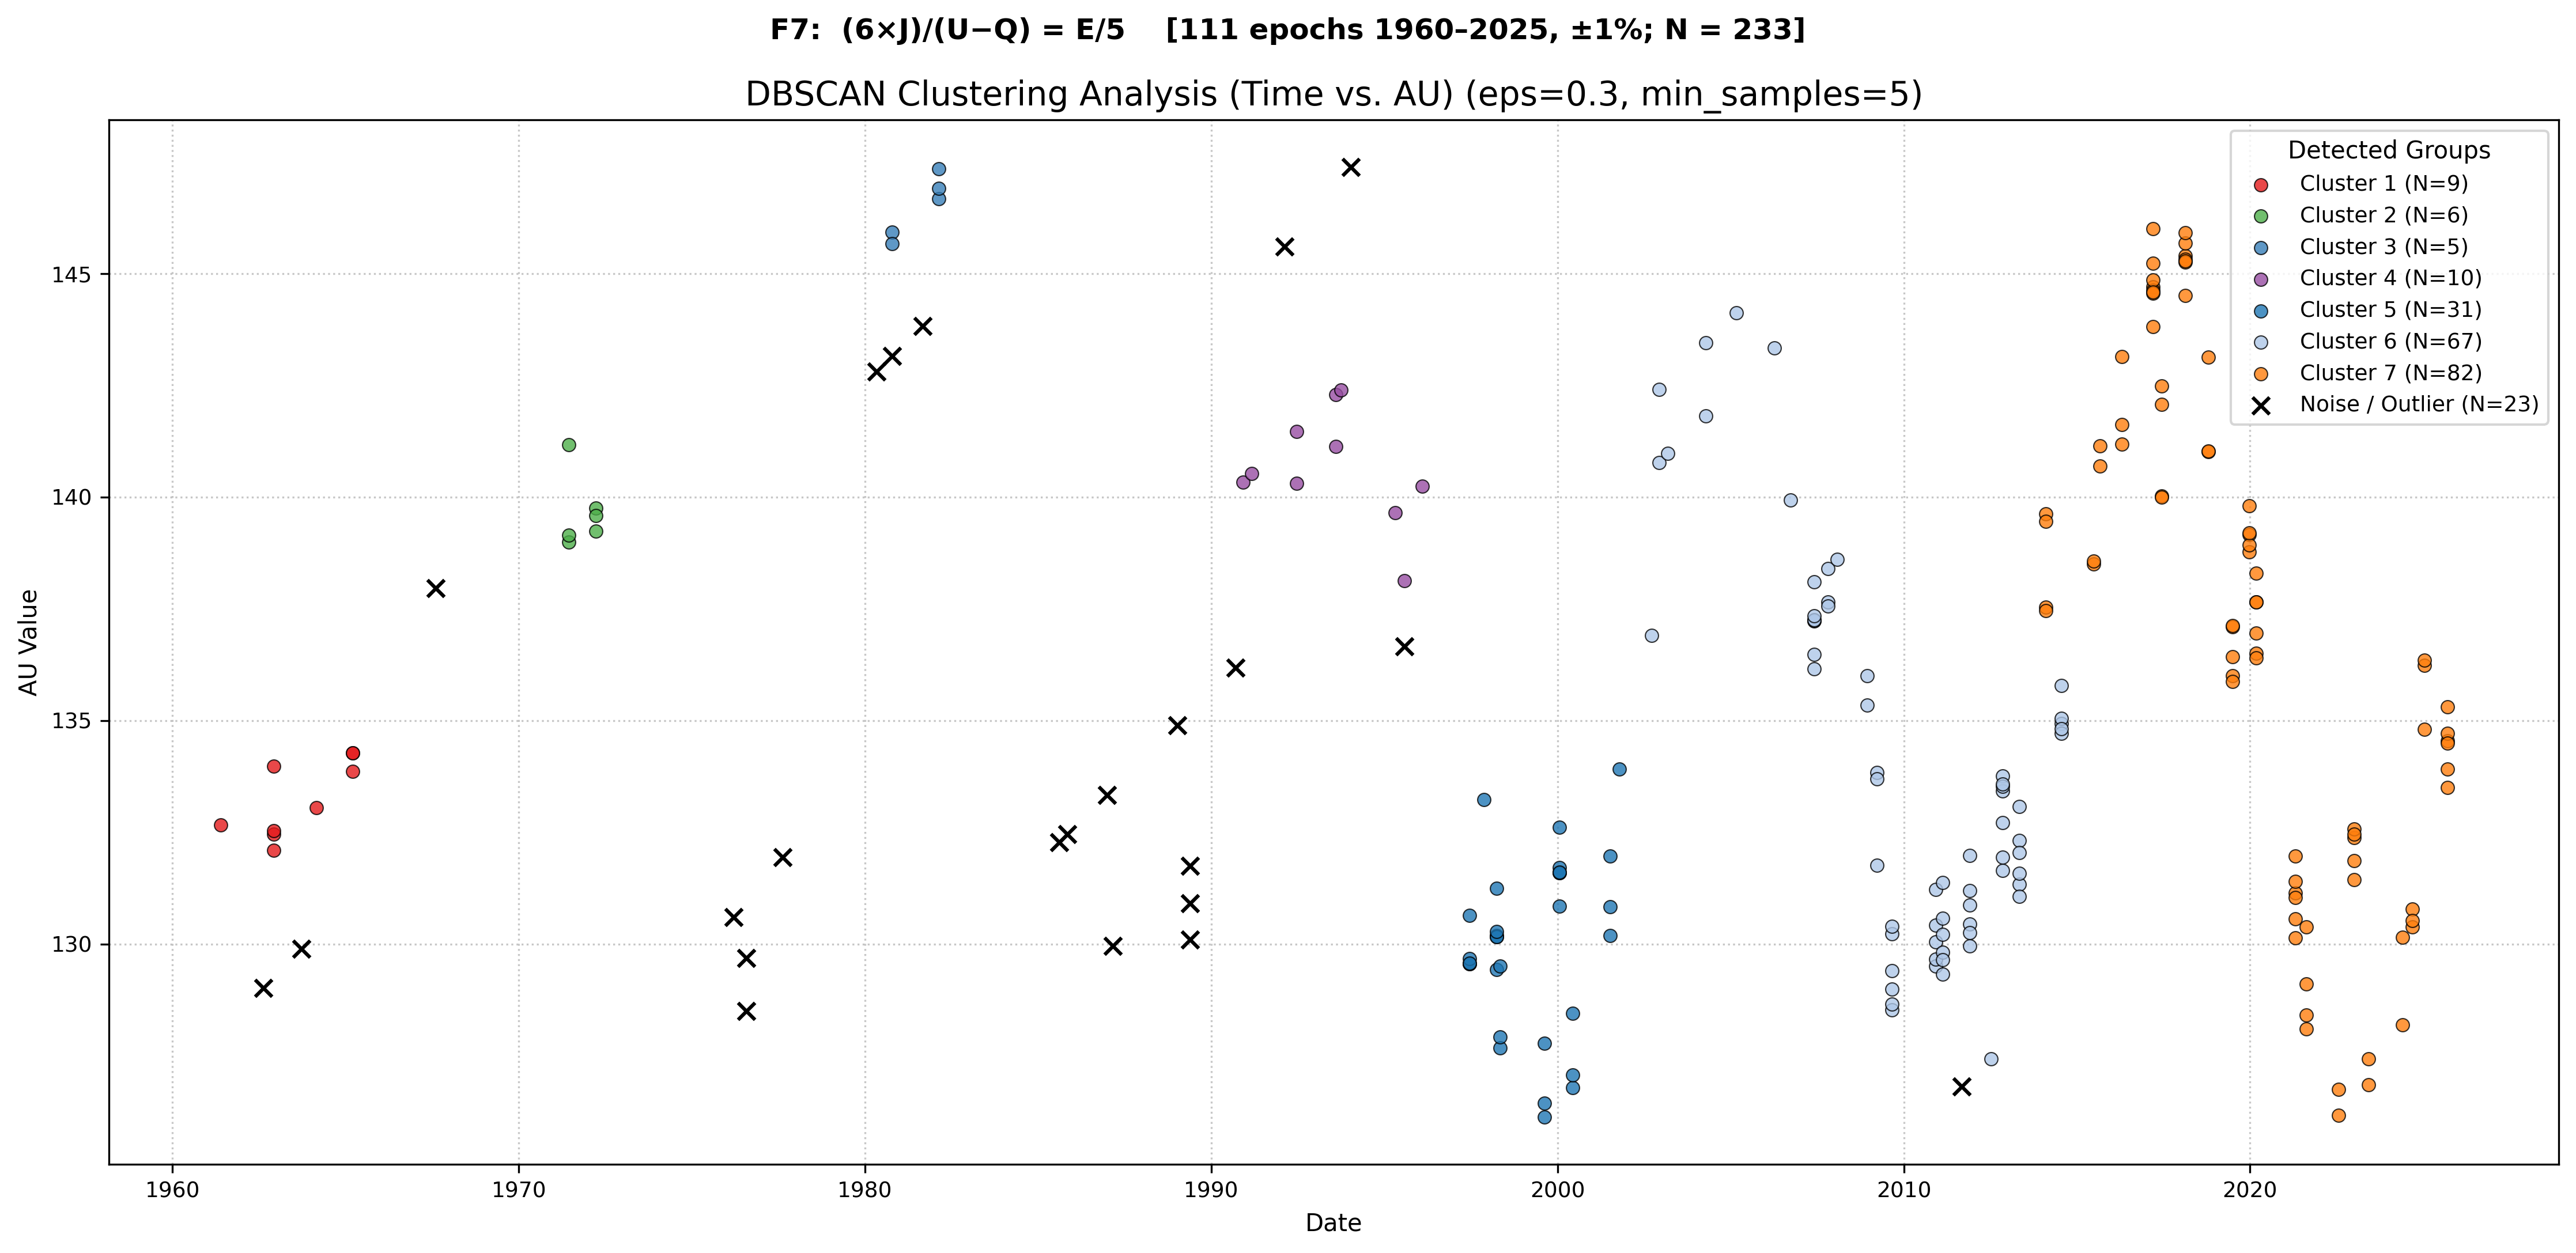 F7:  (6×J)/(U−Q) = E/5    [111 epochs 1960–2025, ±1%; N = 233]
DBSCAN Clustering Analysis (Time vs. AU) (eps=0.3, min_samples=5)
Detected Groups
Cluster 1 (N=9)
Cluster 2 (N=6)
Cluster 3 (N=5)
Cluster 4 (N=10)
Cluster 5 (N=31)
Cluster 6 (N=67)
Cluster 7 (N=82)
Noise / Outlier (N=23)
AU Value
145
140
135
130
1960 1970 1980 1990 2000 2010 2020
Date